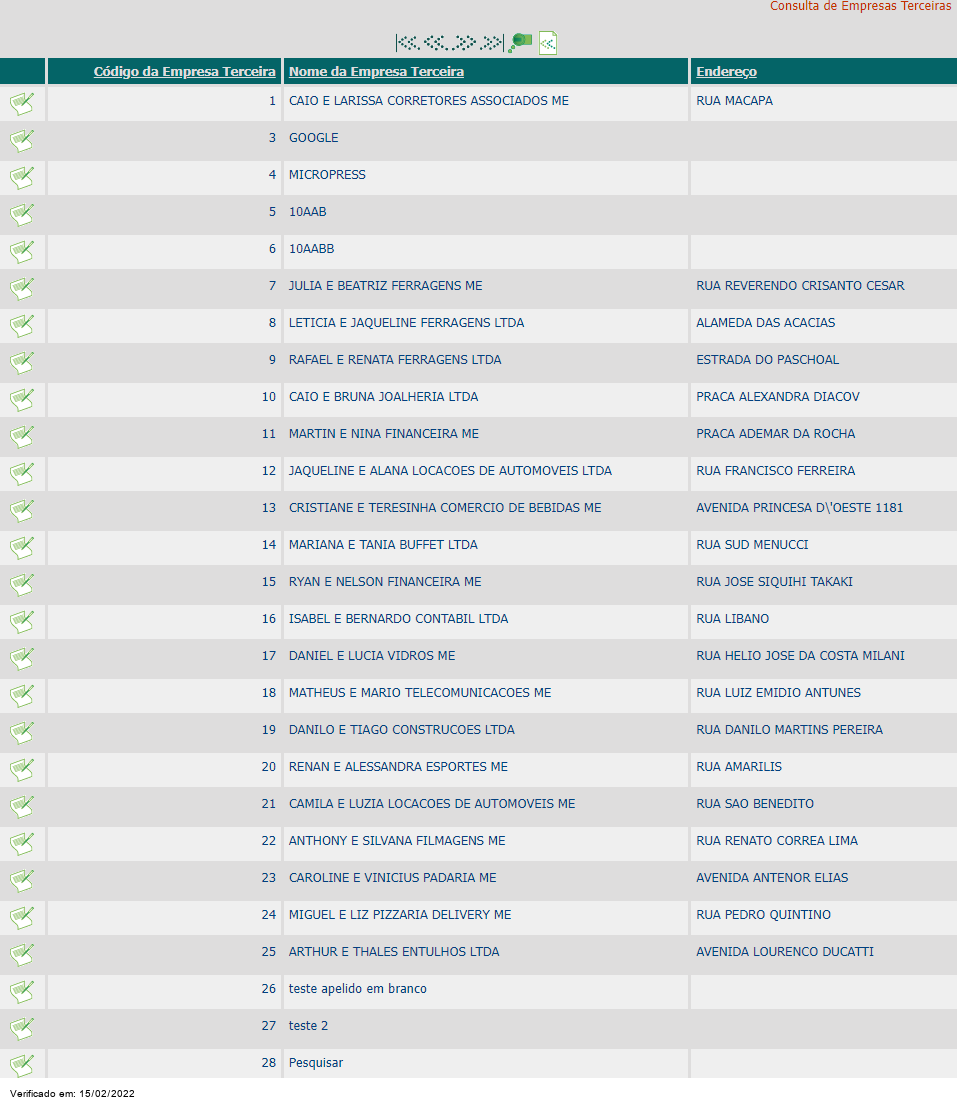 Consulta de Empresas Terceiras
Código da Empresa Terceira Nome da Empresa Terceira Endereço
1 CAIO E LARISSA CORRETORES ASSOCIADOS ME RUA MACAPA
3 GOOGLE
4 MICROPRESS
5 10AAB
6 10AABB
7 JULIA E BEATRIZ FERRAGENS ME RUA REVERENDO CRISANTO CESAR
8 LETICIA E JAQUELINE FERRAGENS LTDA ALAMEDA DAS ACACIAS
9 RAFAEL E RENATA FERRAGENS LTDA ESTRADA DO PASCHOAL
10 CAIO E BRUNA JOALHERIA LTDA PRACA ALEXANDRA DIACOV
11 MARTIN E NINA FINANCEIRA ME PRACA ADEMAR DA ROCHA
12 JAQUELINE E ALANA LOCACOES DE AUTOMOVEIS LTDA RUA FRANCISCO FERREIRA
13 CRISTIANE E TERESINHA COMERCIO DE BEBIDAS ME AVENIDA PRINCESA D\'OESTE 1181
14 MARIANA E TANIA BUFFET LTDA RUA SUD MENUCCI
15 RYAN E NELSON FINANCEIRA ME RUA JOSE SIQUIHI TAKAKI
16 ISABEL E BERNARDO CONTABIL LTDA RUA LIBANO
17 DANIEL E LUCIA VIDROS ME RUA HELIO JOSE DA COSTA MILANI
18 MATHEUS E MARIO TELECOMUNICACOES ME RUA LUIZ EMIDIO ANTUNES
19 DANILO E TIAGO CONSTRUCOES LTDA RUA DANILO MARTINS PEREIRA
20 RENAN E ALESSANDRA ESPORTES ME RUA AMARILIS
21 CAMILA E LUZIA LOCACOES DE AUTOMOVEIS ME RUA SAO BENEDITO
22 ANTHONY E SILVANA FILMAGENS ME RUA RENATO CORREA LIMA
23 CAROLINE E VINICIUS PADARIA ME AVENIDA ANTENOR ELIAS
24 MIGUEL E LIZ PIZZARIA DELIVERY ME RUA PEDRO QUINTINO
25 ARTHUR E THALES ENTULHOS LTDA AVENIDA LOURENCO DUCATTI
26 teste apelido em branco
27 teste 2
28 Pesquisar
Verificado em: 15/02/2022